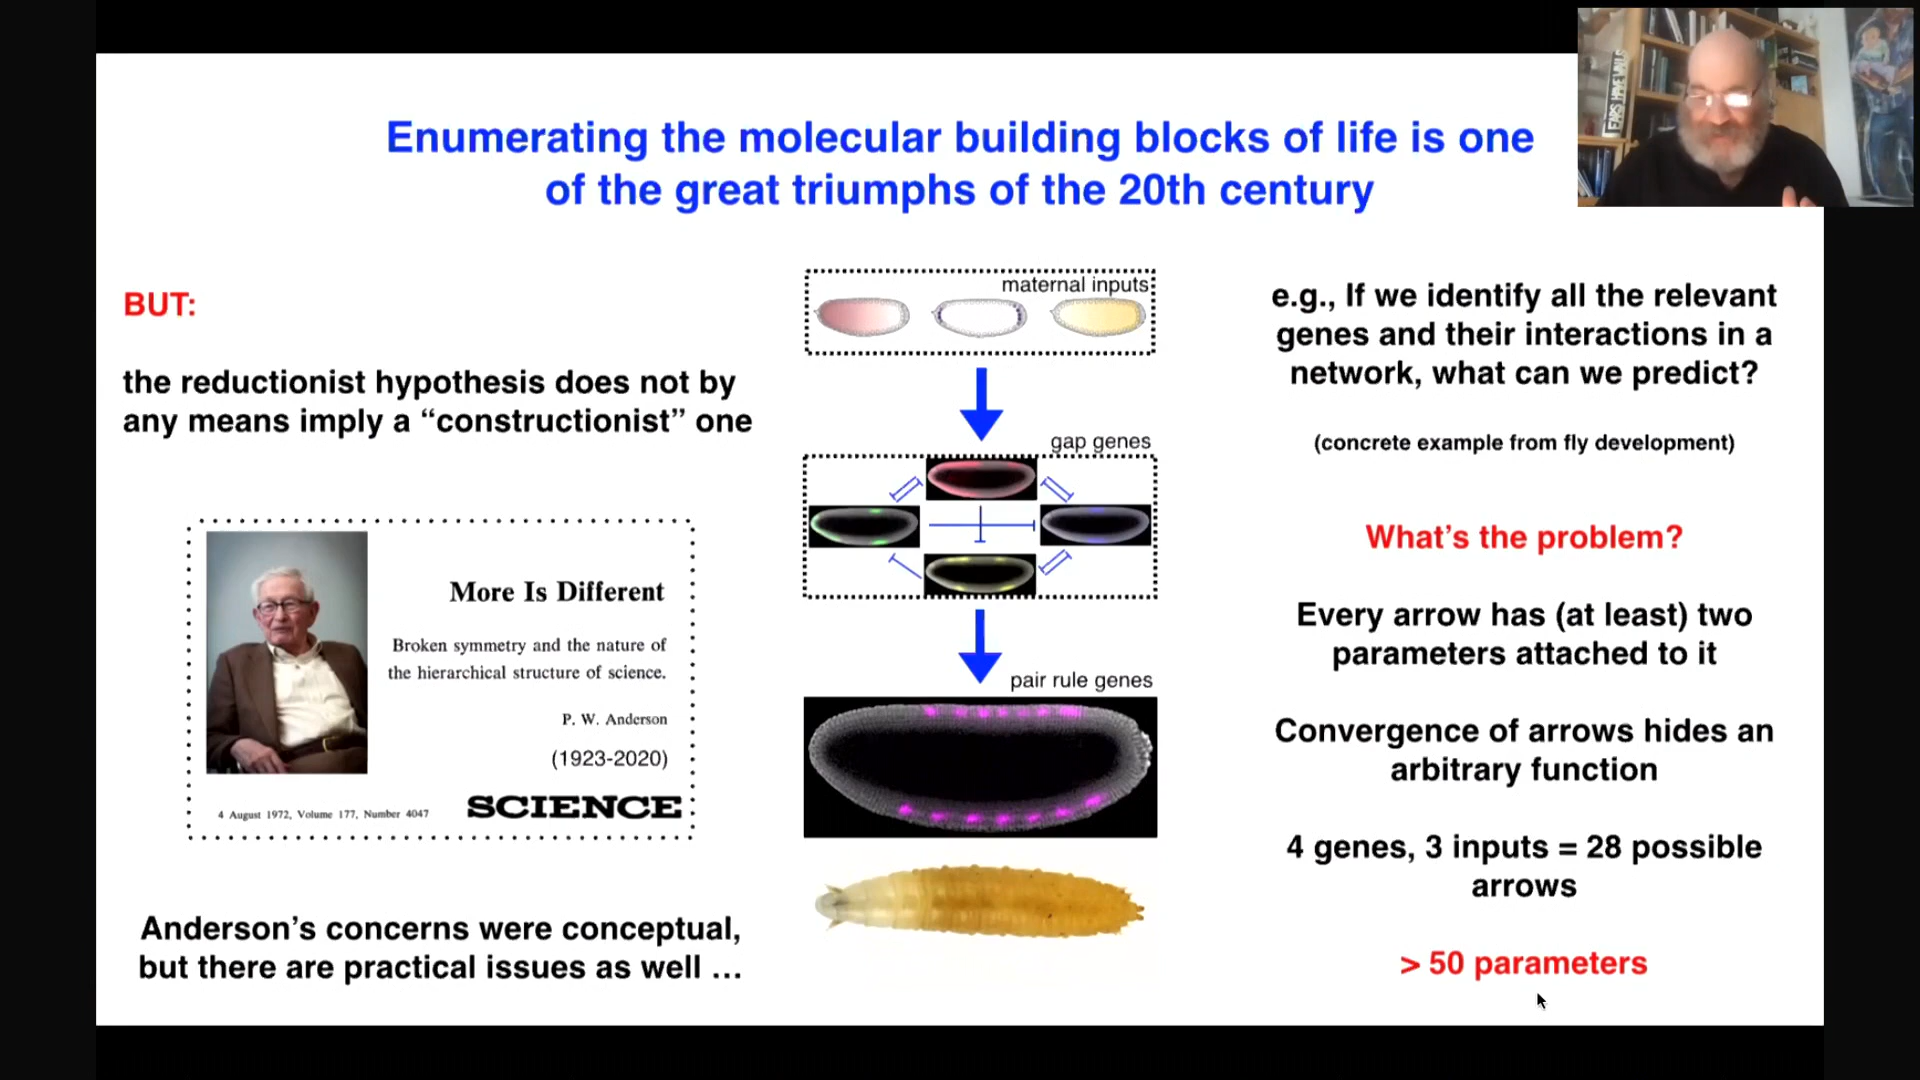 Enumerating the molecular building blocks of life is one
of the great triumphs of the 20th century
BUT:
the reductionist hypothesis does not by
any means imply a “constructionist” one
More Is Different
Broken symmetry and the nature of
the hierarchical structure of science.
P. W. Anderson
(1923-2020)
4 August 1972, Volume 177, Number 4047
SCIENCE
Anderson’s concerns were conceptual,
but there are practical issues as well …
maternal inputs
gap genes
pair rule genes
e.g., If we identify all the relevant
genes and their interactions in a
network, what can we predict?
(concrete example from fly development)
What’s the problem?
Every arrow has (at least) two
parameters attached to it
Convergence of arrows hides an
arbitrary function
4 genes, 3 inputs = 28 possible
arrows
> 50 parameters
EARS HAVE WALLS